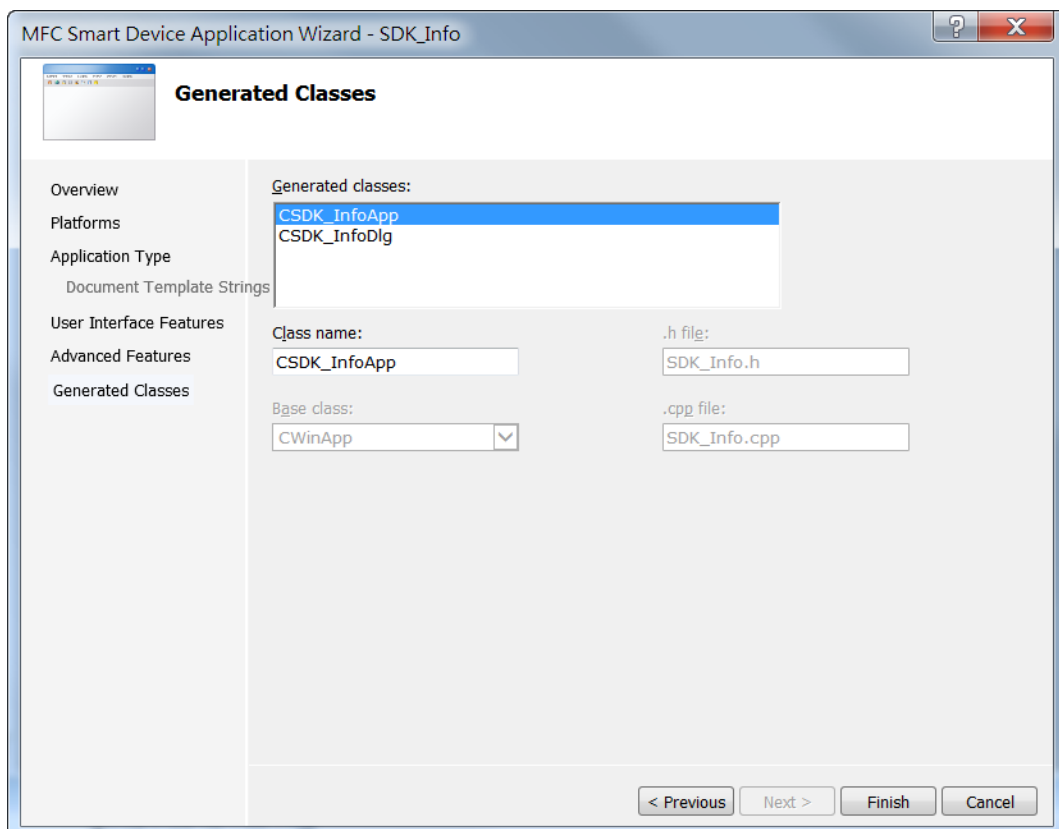 MFC Smart Device Application Wizard - SDK_Info
Generated Classes
Overview
Platforms
Application Type
Document Template Strings
User Interface Features
Advanced Features
Generated Classes
Generated classes:
CSDK_InfoApp
CSDK_InfoDlg
Class name:
.h file:
CSDK_InfoApp
SDK_Info.h
Base class:
.cpp file:
CWinApp
SDK_Info.cpp
< Previous
Next >
Finish
Cancel